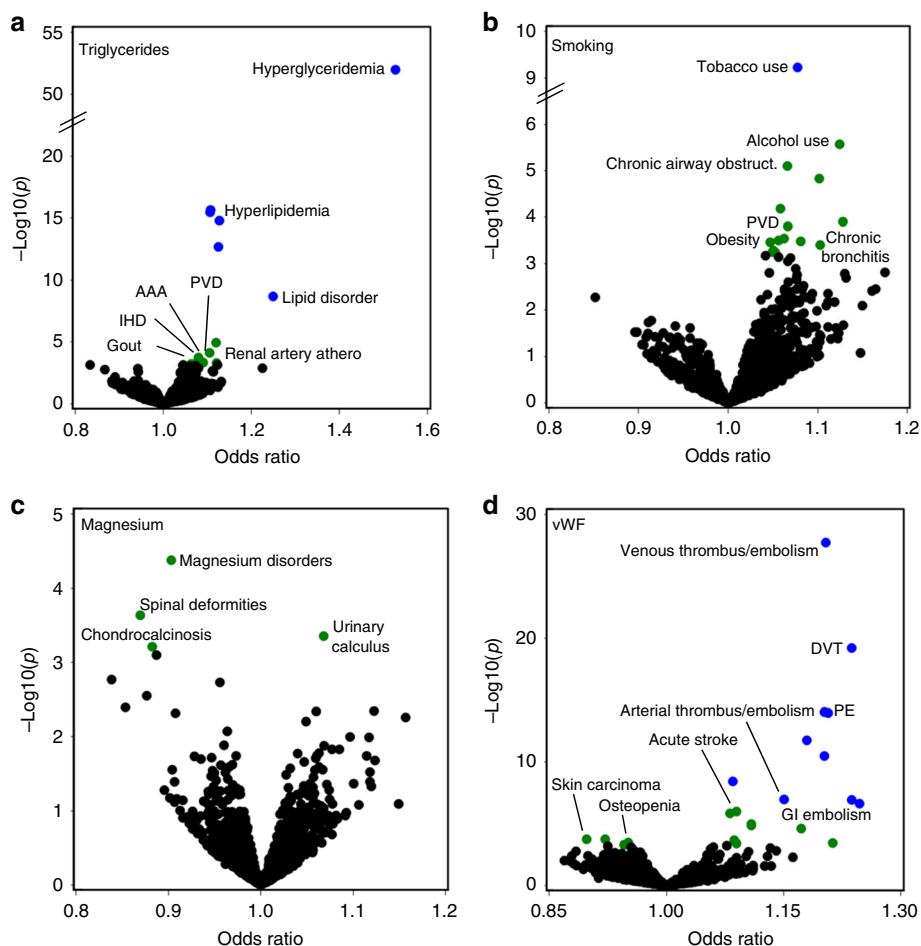 a
Triglycerides
55
50
20
15
10
5
0
–Log10(p)
Hyperglyceridemia
Hyperlipidemia
Lipid disorder
PVD
AAA
IHD
Gout
Renal artery athero
0.8
1.0
1.2
1.4
1.6
Odds ratio
b
Smoking
10
9
6
5
4
3
2
1
0
–Log10(p)
Tobacco use
Alcohol use
Chronic airway obstruct.
PVD
Obesity
Chronic
bronchitis
0.8
0.9
1.0
1.1
1.2
Odds ratio
c
Magnesium
5
4
3
2
1
0
–Log10(p)
Magnesium disorders
Spinal deformities
Chondrocalcinosis
Urinary
calculus
0.8
0.9
1.0
1.1
1.2
Odds ratio
d
vWF
30
20
10
0
–Log10(p)
Venous thrombus/embolism
DVT
Arterial thrombus/embolism
PE
Acute stroke
Skin carcinoma
Osteopenia
GI embolism
0.85
1.00
1.15
1.30
Odds ratio